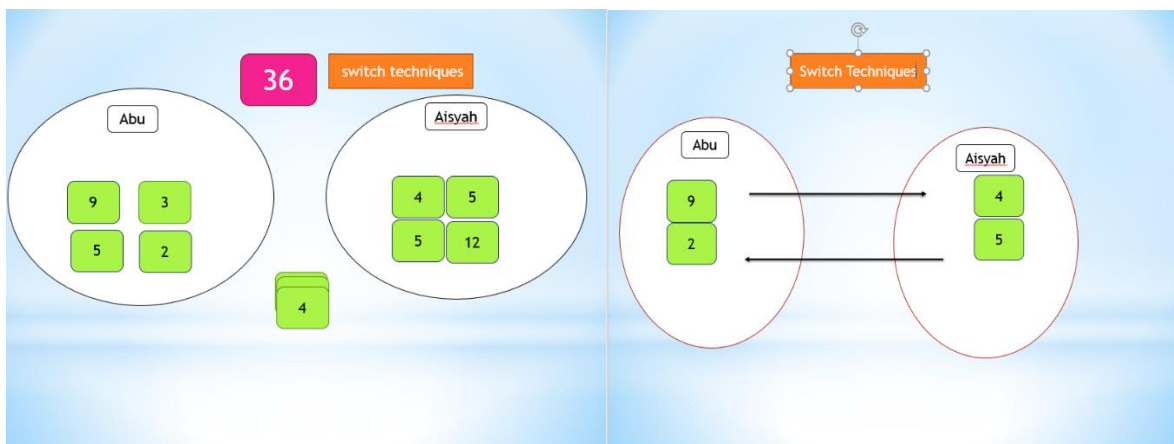 36
switch techniques
Abu
Aisyah
9 3
4 5
5 2
5 12
4
Switch Techniques
Abu
Aisyah
9
4
2
5